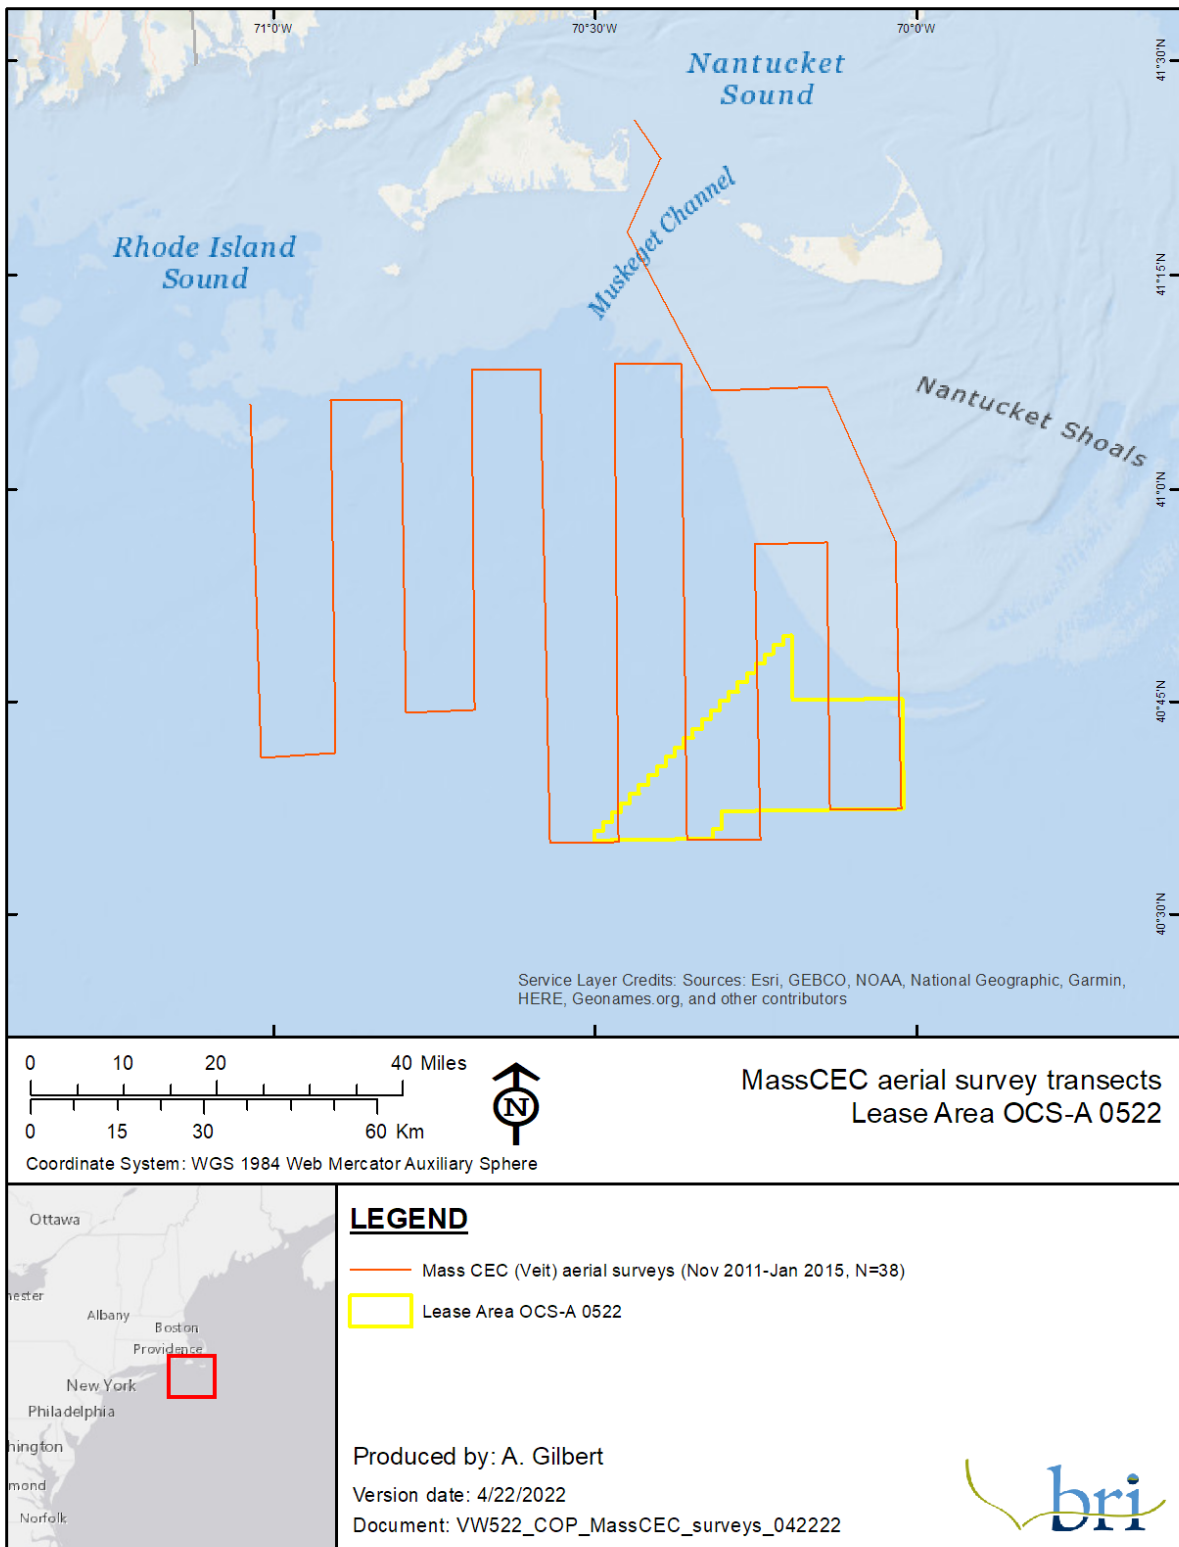 71°0'W
70°30'W
70°0'W
41°30'N
Nantucket
Sound
Muskeget Channel
Rhode Island
Sound
41°15'N
Nantucket Shoals
41°0'N
40°45'N
40°30'N
Service Layer Credits: Sources: Esri, GEBCO, NOAA, National Geographic, Garmin,
HERE, Geonames.org, and other contributors
0 10 20 40 Miles
0 15 30 60 Km
N
Coordinate System: WGS 1984 Web Mercator Auxiliary Sphere
MassCEC aerial survey transects
Lease Area OCS-A 0522
Ottawa
hester
Albany
Boston
Providence
New York
Philadelphia
hington
mond
Norfolk
LEGEND
Mass CEC (Veit) aerial surveys (Nov 2011-Jan 2015, N=38)
Lease Area OCS-A 0522
Produced by: A. Gilbert
Version date: 4/22/2022
Document: VW522_COP_MassCEC_surveys_042222
bri